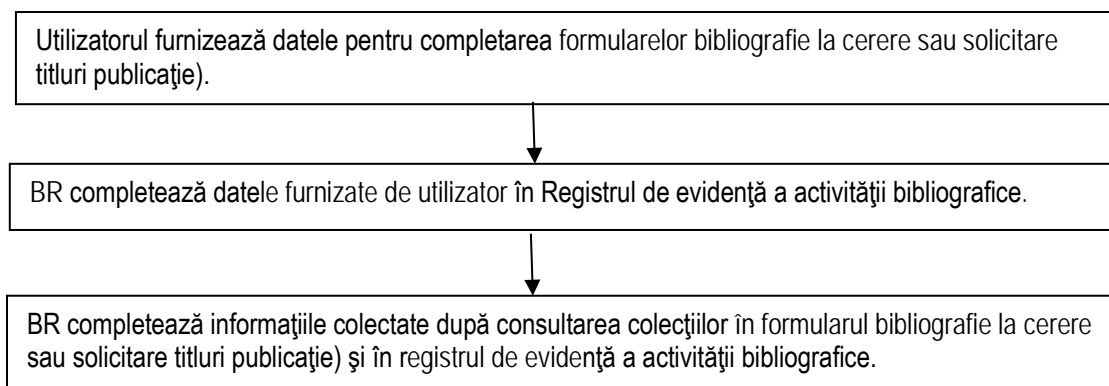 Utilizatorul furnizează datele pentru completarea formularelor bibliografie la cerere sau solicitare
titluri publicaţie).
BR completează datele furnizate de utilizator în Registrul de evidenţă a activităţii bibliografice.
BR completează informaţiile colectate după consultarea colecţiilor în formularul bibliografie la cerere
sau solicitare titluri publicaţie) şi în registrul de evidenţă a activităţii bibliografice.